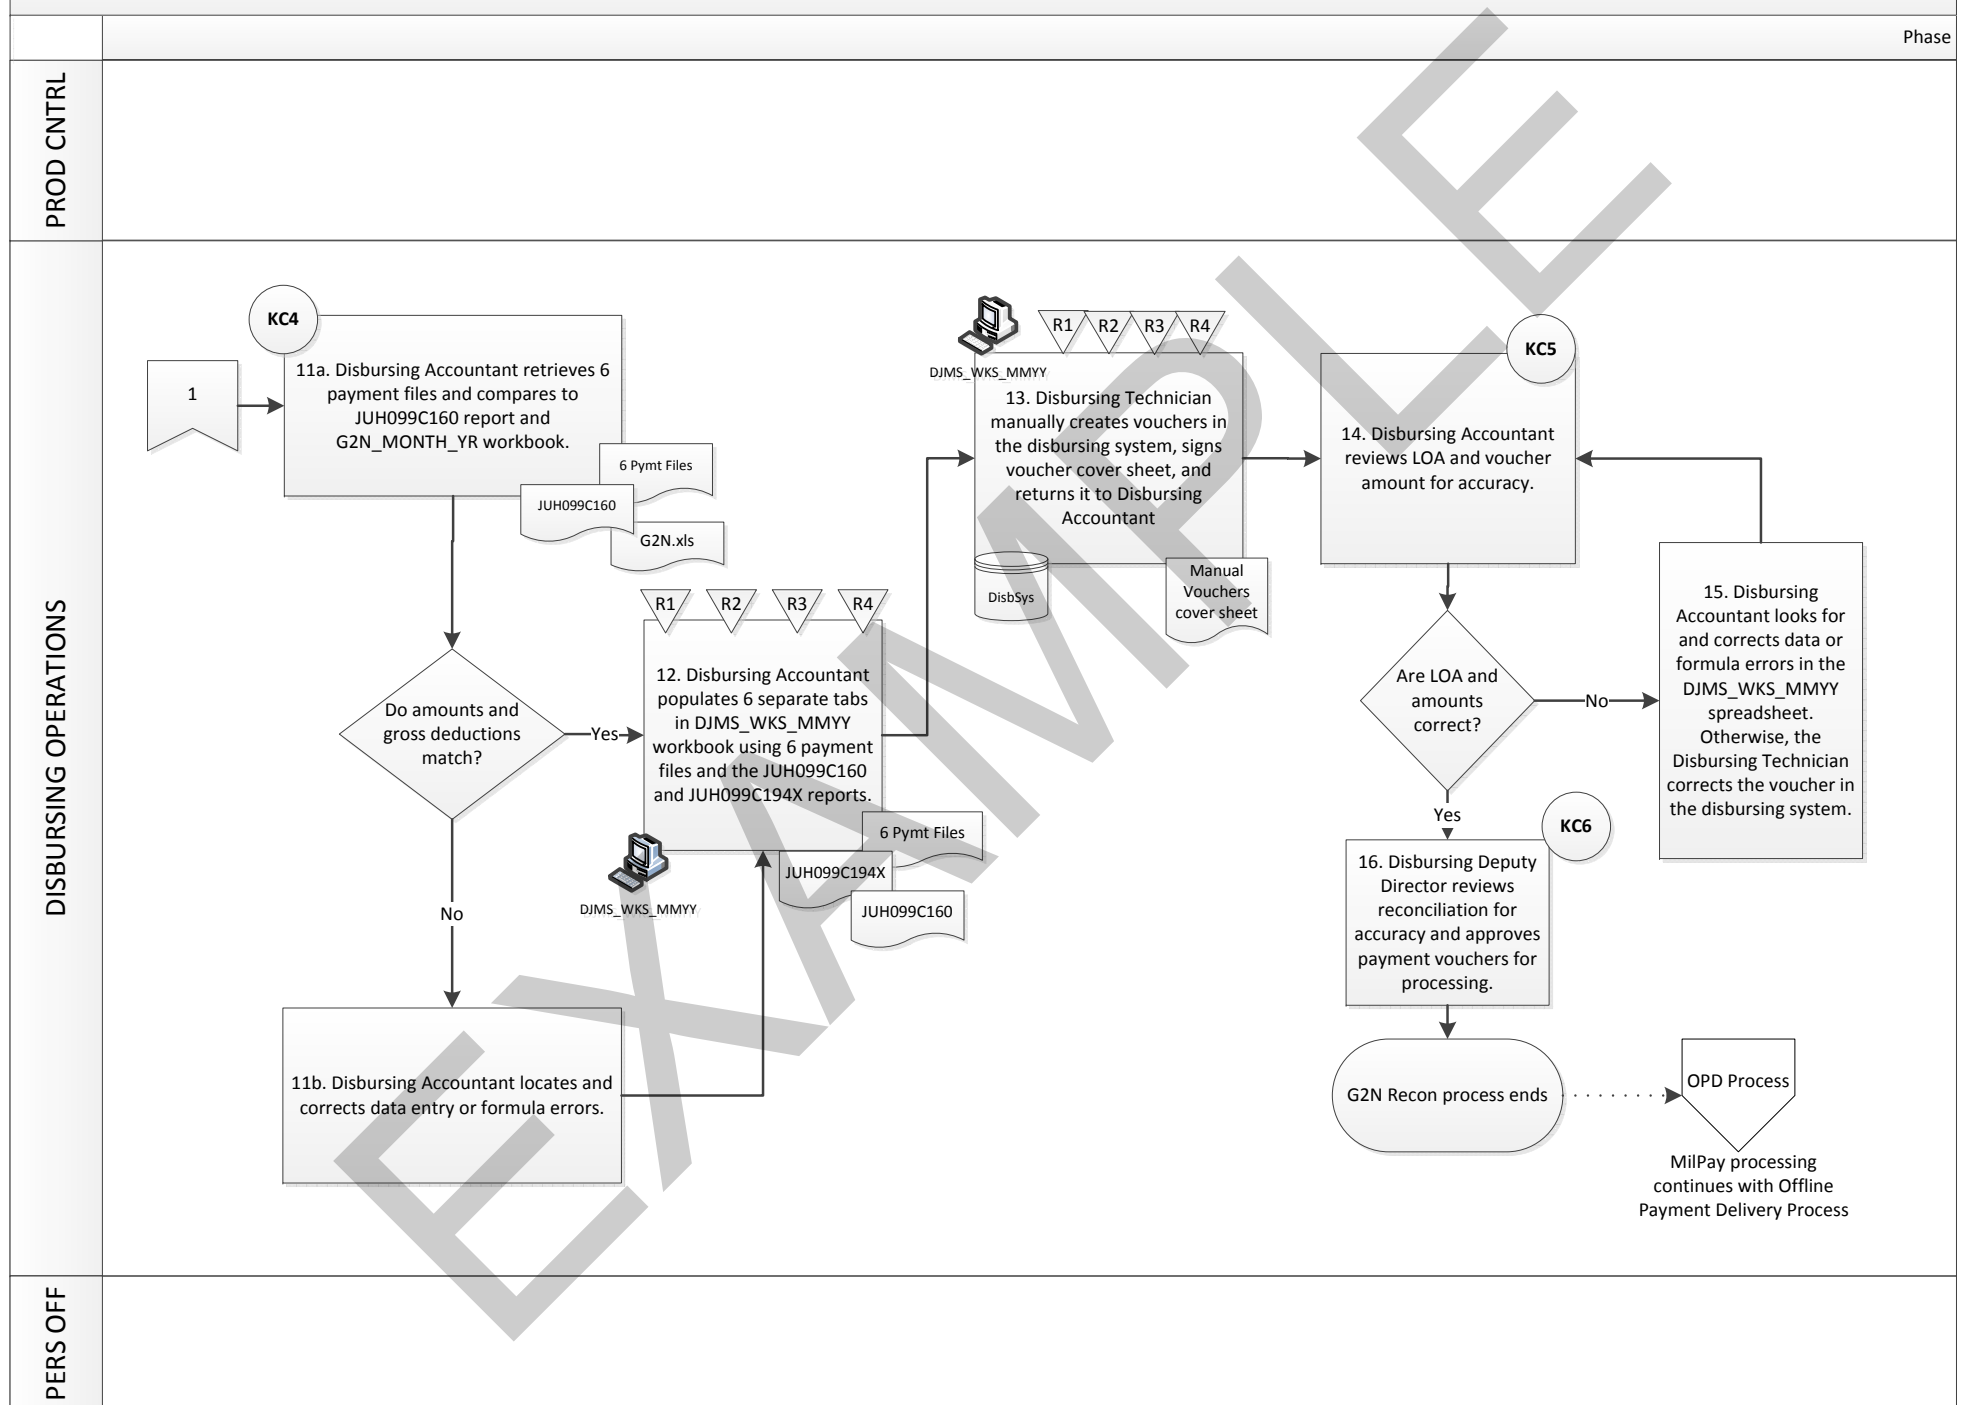 Phase
PROD CNTRL
DISBURSING OPERATIONS
PERS OFF
1
KC4
11a. Disbursing Accountant retrieves 6
payment files and compares to
JUH099C160 report and
G2N_MONTH_YR workbook.
6 Pymt Files
JUH099C160
G2N.xls
Do amounts and
gross deductions
match?
Yes
No
11b. Disbursing Accountant locates and
corrects data entry or formula errors.
R1 R2 R3 R4
12. Disbursing Accountant
populates 6 separate tabs
in DJMS_WKS_MMYY
workbook using 6 payment
files and the JUH099C160
and JUH099C194X reports.
6 Pymt Files
JUH099C194X
JUH099C160
DJMS_WKS_MMYY
R1 R2 R3 R4
DJMS_WKS_MMYY
13. Disbursing Technician
manually creates vouchers in
the disbursing system, signs
voucher cover sheet, and
returns it to Disbursing
Accountant
DisbSys
Manual
Vouchers
cover sheet
KC5
14. Disbursing Accountant
reviews LOA and voucher
amount for accuracy.
Are LOA and
amounts
correct?
No
15. Disbursing
Accountant looks for
and corrects data or
formula errors in the
DJMS_WKS_MMYY
spreadsheet.
Otherwise, the
Disbursing Technician
corrects the voucher in
the disbursing system.
Yes
KC6
16. Disbursing Deputy
Director reviews
reconciliation for
accuracy and approves
payment vouchers for
processing.
G2N Recon process ends
OPD Process
MilPay processing
continues with Offline
Payment Delivery Process
EXAMPLE